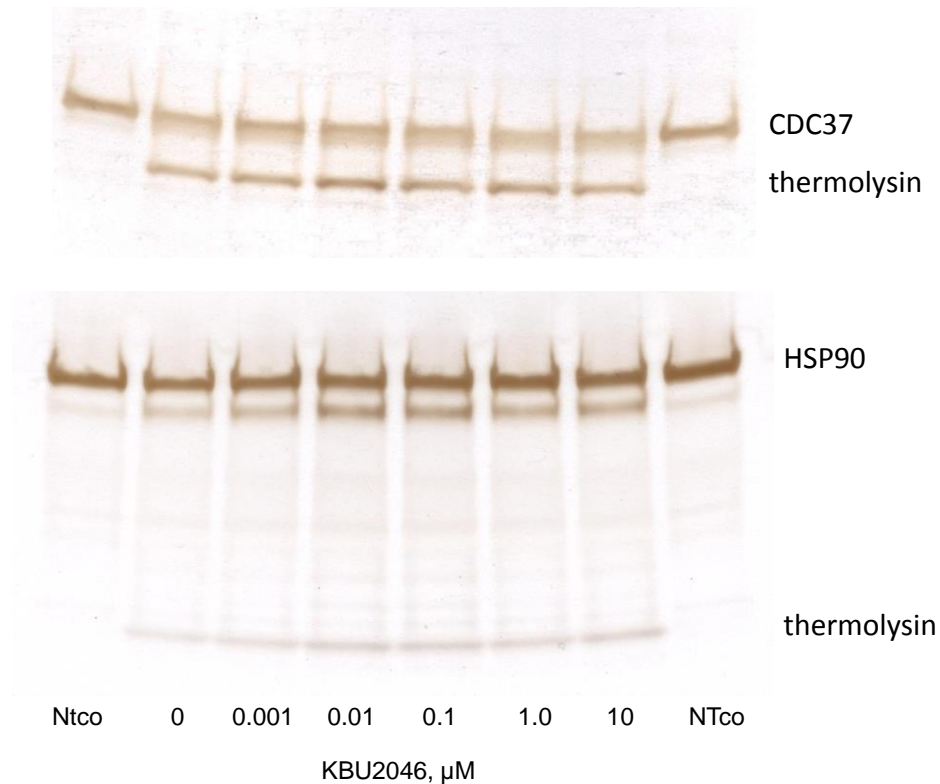 CDC37
thermolysin
HSP90
thermolysin
Ntco 0 0.001 0.01 0.1 1.0 10 NTco
KBU2046, µM